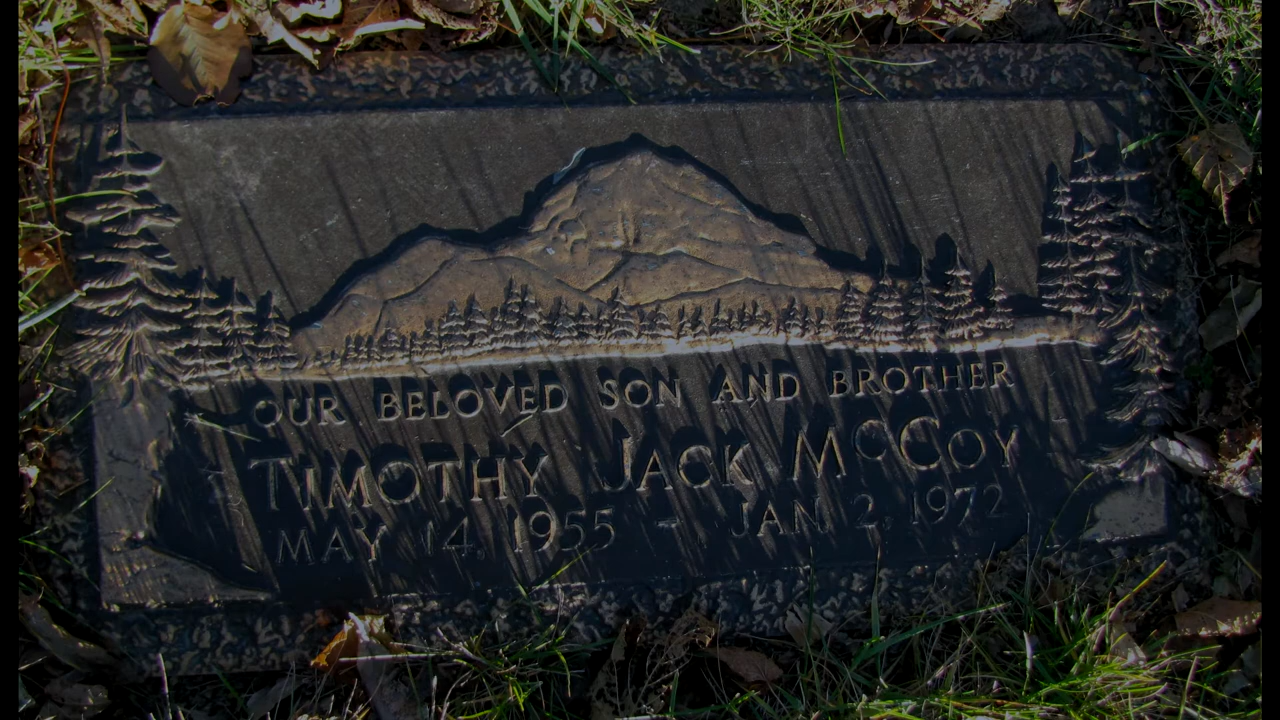 OUR BELOVED SON AND BROTHER
TIMOTHY JACK MCCOY
MAY 14, 1955 - JAN 2, 1972